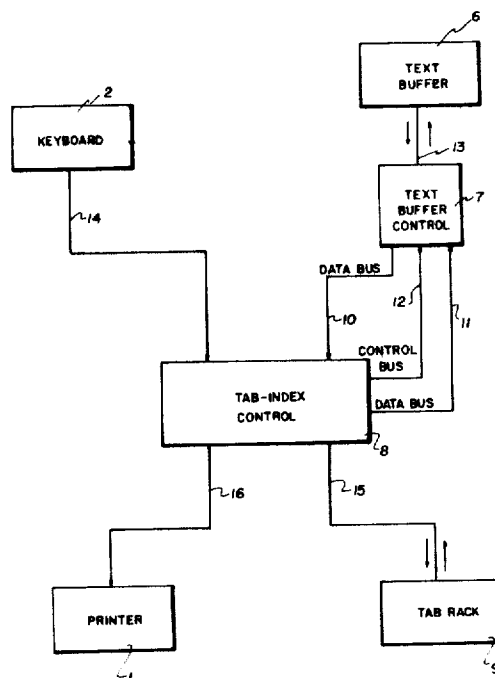 6
TEXT
BUFFER
2
KEYBOARD
13
TEXT
BUFFER
CONTROL
7
14
DATA BUS
12
11
10
CONTROL
BUS
TAB-INDEX
CONTROL
DATA BUS
8
16
15
PRINTER
1
TAB RACK
9